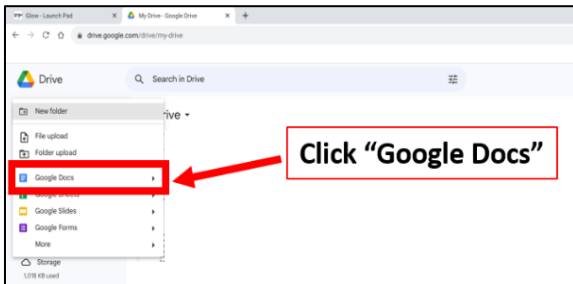 Glow - Launch Pad
My Drive - Google Drive
drive.google.com/drive/my-drive
Drive
Search in Drive
New folder
rive
File upload
Folder upload
Click “Google Docs”
Google Docs
Google Sheets
Google Slides
Google Forms
More
Storage
1,018 KB used